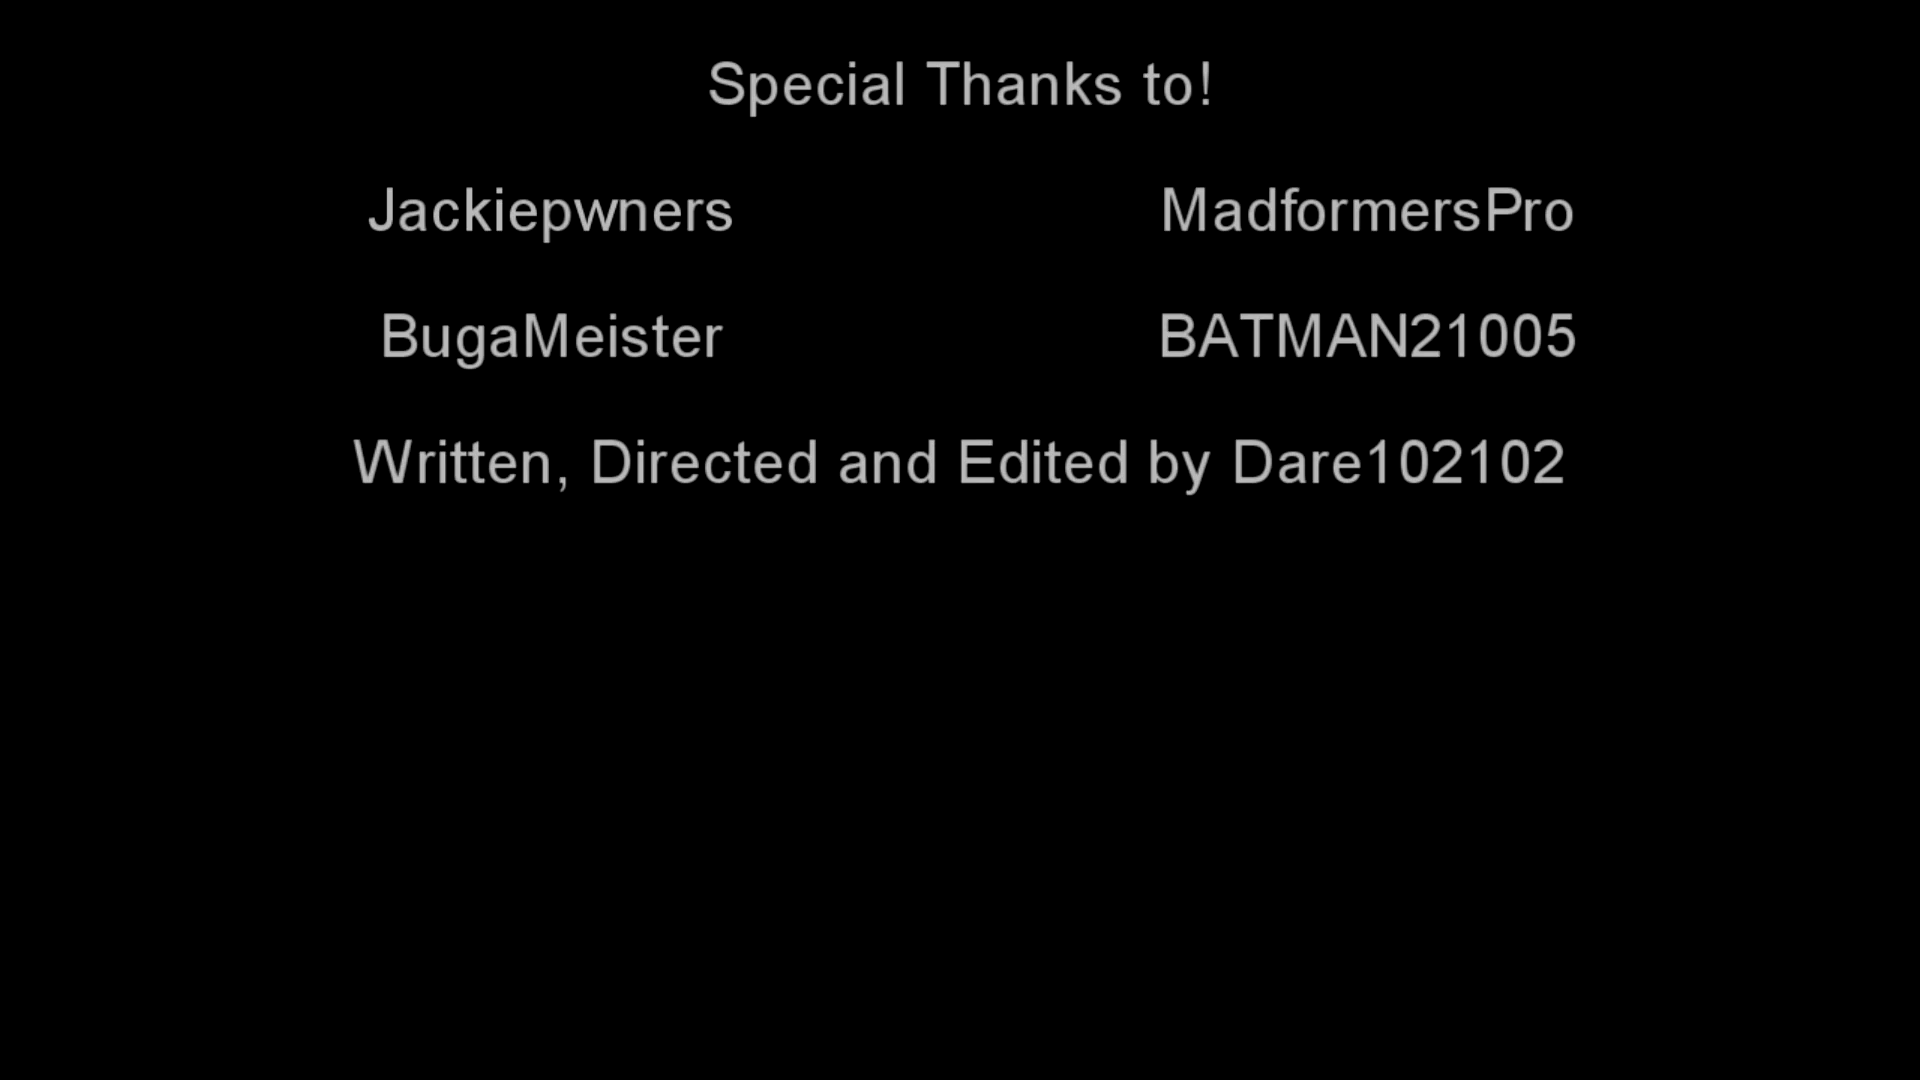 Special Thanks to!
Jackiepwners MadformersPro
BugaMeister BATMAN21005
Written, Directed and Edited by Dare102102